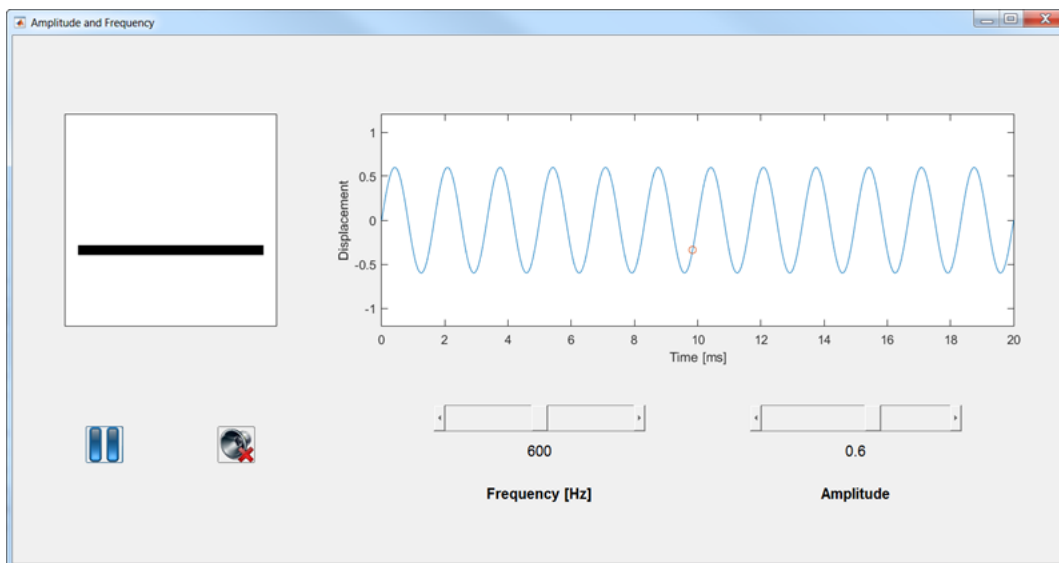 Amplitude and Frequency
1
0.5
0
-0.5
-1
Displacement
0 2 4 6 8 10 12 14 16 18 20
Time [ms]
600
0.6
Frequency [Hz]
Amplitude